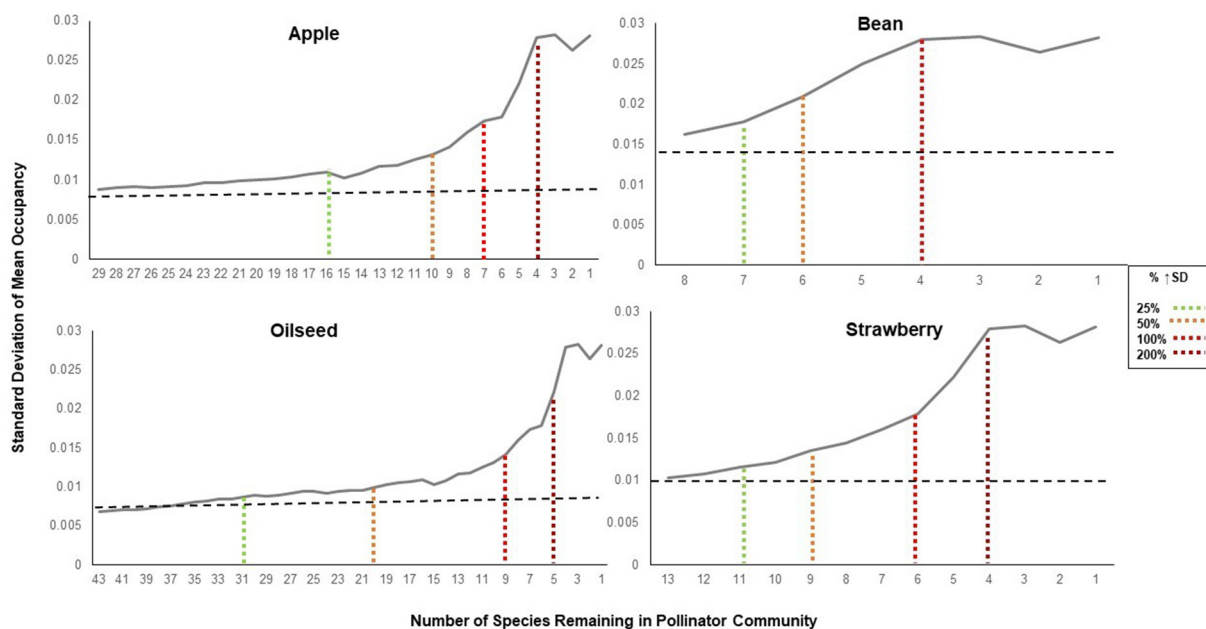 Apple
0.03
0.025
0.02
0.015
0.01
0.005
0
29 28 27 26 25 24 23 22 21 20 19 18 17 16 15 14 13 12 11 10 9 8 7 6 5 4 3 2 1
Bean
0.03
0.025
0.02
0.015
0.01
0.005
0
8 7 6 5 4 3 2 1
% ↑SD
25%
50%
100%
200%
Oilseed
0.03
0.025
0.02
0.015
0.01
0.005
0
43 41 39 37 35 33 31 29 27 25 23 21 19 17 15 13 11 9 7 5 3 1
Strawberry
0.03
0.025
0.02
0.015
0.01
0.005
0
13 12 11 10 9 8 7 6 5 4 3 2 1
Standard Deviation of Mean Occupancy
Number of Species Remaining in Pollinator Community